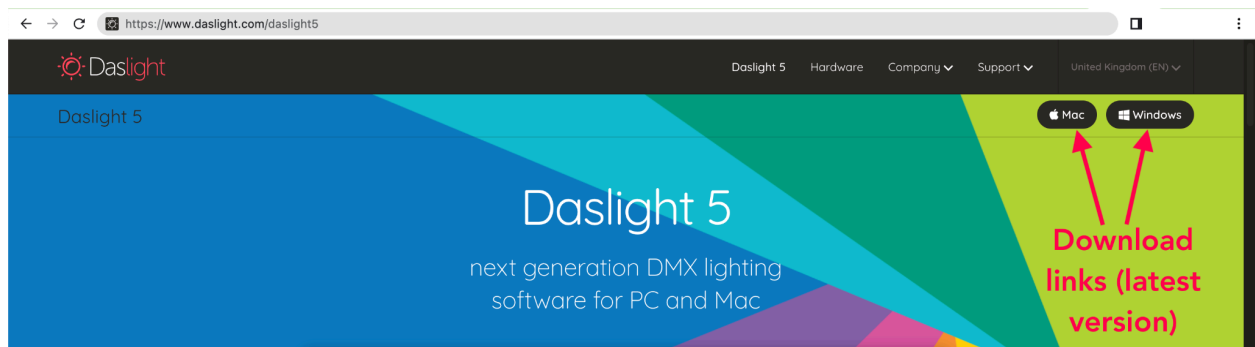 https://www.daslight.com/daslight5
Daslight
Daslight 5 Hardware Company Support United Kingdom (EN)
Daslight 5
Mac Windows
Daslight 5
next generation DMX lighting
software for PC and Mac
Download
links (latest
version)